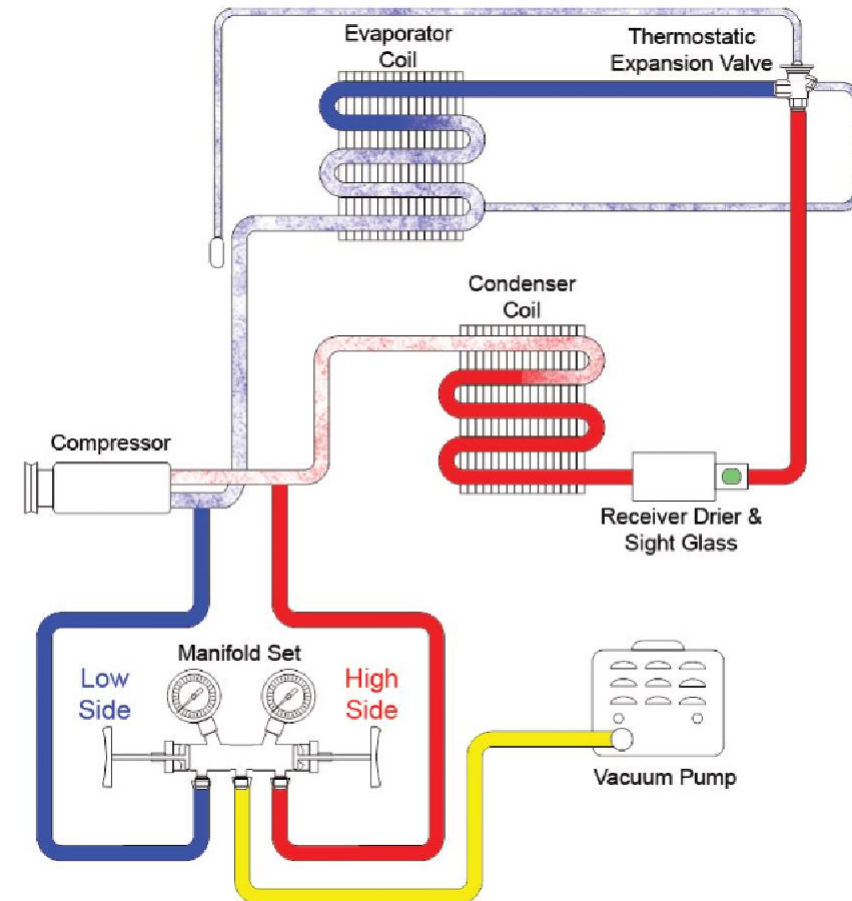 Evaporator
Coil
Thermostatic
Expansion Valve
Condenser
Coil
Compressor
Receiver Drier &
Sight Glass
Manifold Set
Low
Side
High
Side
Vacuum Pump